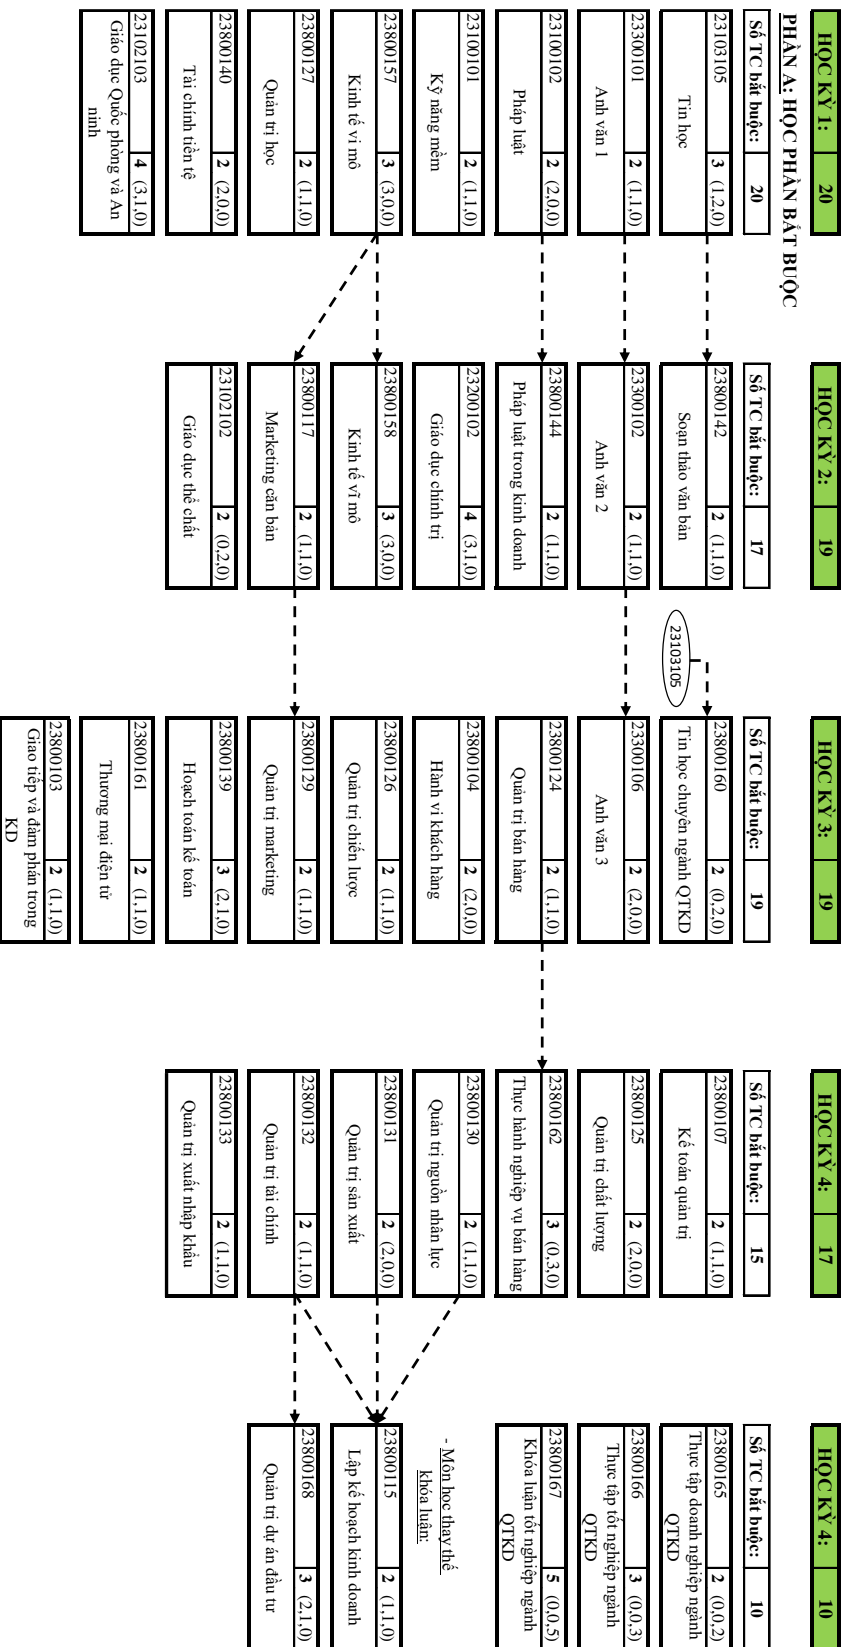 HỌC KỲ 1: 20
PHẦN A: HỌC PHẦN BẮT BUỘC
Số TC bắt buộc: 20
23103105 3 (1,2,0)
Tin học
23300101 2 (1,1,0)
Anh văn 1
23100102 2 (2,0,0)
Pháp luật
23100101 2 (1,1,0)
Kỹ năng mềm
23800157 3 (3,0,0)
Kinh tế vi mô
23800127 2 (1,1,0)
Quản trị học
23800140 2 (2,0,0)
Tài chính tiền tệ
23102103 4 (3,1,0)
Giáo dục Quốc phòng và An
ninh
HỌC KỲ 2: 19
Số TC bắt buộc: 17
23800142 2 (1,1,0)
Soạn thảo văn bản
23300102 2 (1,1,0)
Anh văn 2
23800144 2 (1,1,0)
Pháp luật trong kinh doanh
23200102 4 (3,1,0)
Giáo dục chính trị
23800158 3 (3,0,0)
Kinh tế vĩ mô
23800117 2 (1,1,0)
Marketing căn bản
23102102 2 (0,2,0)
Giáo dục thể chất
23103105
HỌC KỲ 3: 19
Số TC bắt buộc: 19
23800160 2 (0,2,0)
Tin học chuyên ngành QTKD
23300106 2 (2,0,0)
Anh văn 3
23800124 2 (1,1,0)
Quản trị bán hàng
23800104 2 (2,0,0)
Hành vi khách hàng
23800126 2 (1,1,0)
Quản trị chiến lược
23800129 2 (1,1,0)
Quản trị marketing
23800139 3 (2,1,0)
Hoạch toán kế toán
23800161 2 (1,1,0)
Thương mại điện tử
23800103 2 (1,1,0)
Giao tiếp và đàm phán trong
KD
HỌC KỲ 4: 17
Số TC bắt buộc: 15
23800107 2 (1,1,0)
Kế toán quản trị
23800125 2 (2,0,0)
Quản trị chất lượng
23800162 3 (0,3,0)
Thực hành nghiệp vụ bán hàng
23800130 2 (1,1,0)
Quản trị nguồn nhân lực
23800131 2 (2,0,0)
Quản trị sản xuất
23800132 2 (1,1,0)
Quản trị tài chính
23800133 2 (1,1,0)
Quản trị xuất nhập khẩu
HỌC KỲ 4: 10
Số TC bắt buộc: 10
23800165 2 (0,0,2)
Thực tập doanh nghiệp ngành
QTKD
23800166 3 (0,0,3)
Thực tập tốt nghiệp ngành
QTKD
23800167 5 (0,0,5)
Khóa luận tốt nghiệp ngành
QTKD
- Môn học thay thế
khóa luận:
23800115 2 (1,1,0)
Lập kế hoạch kinh doanh
23800168 3 (2,1,0)
Quản trị dự án đầu tư